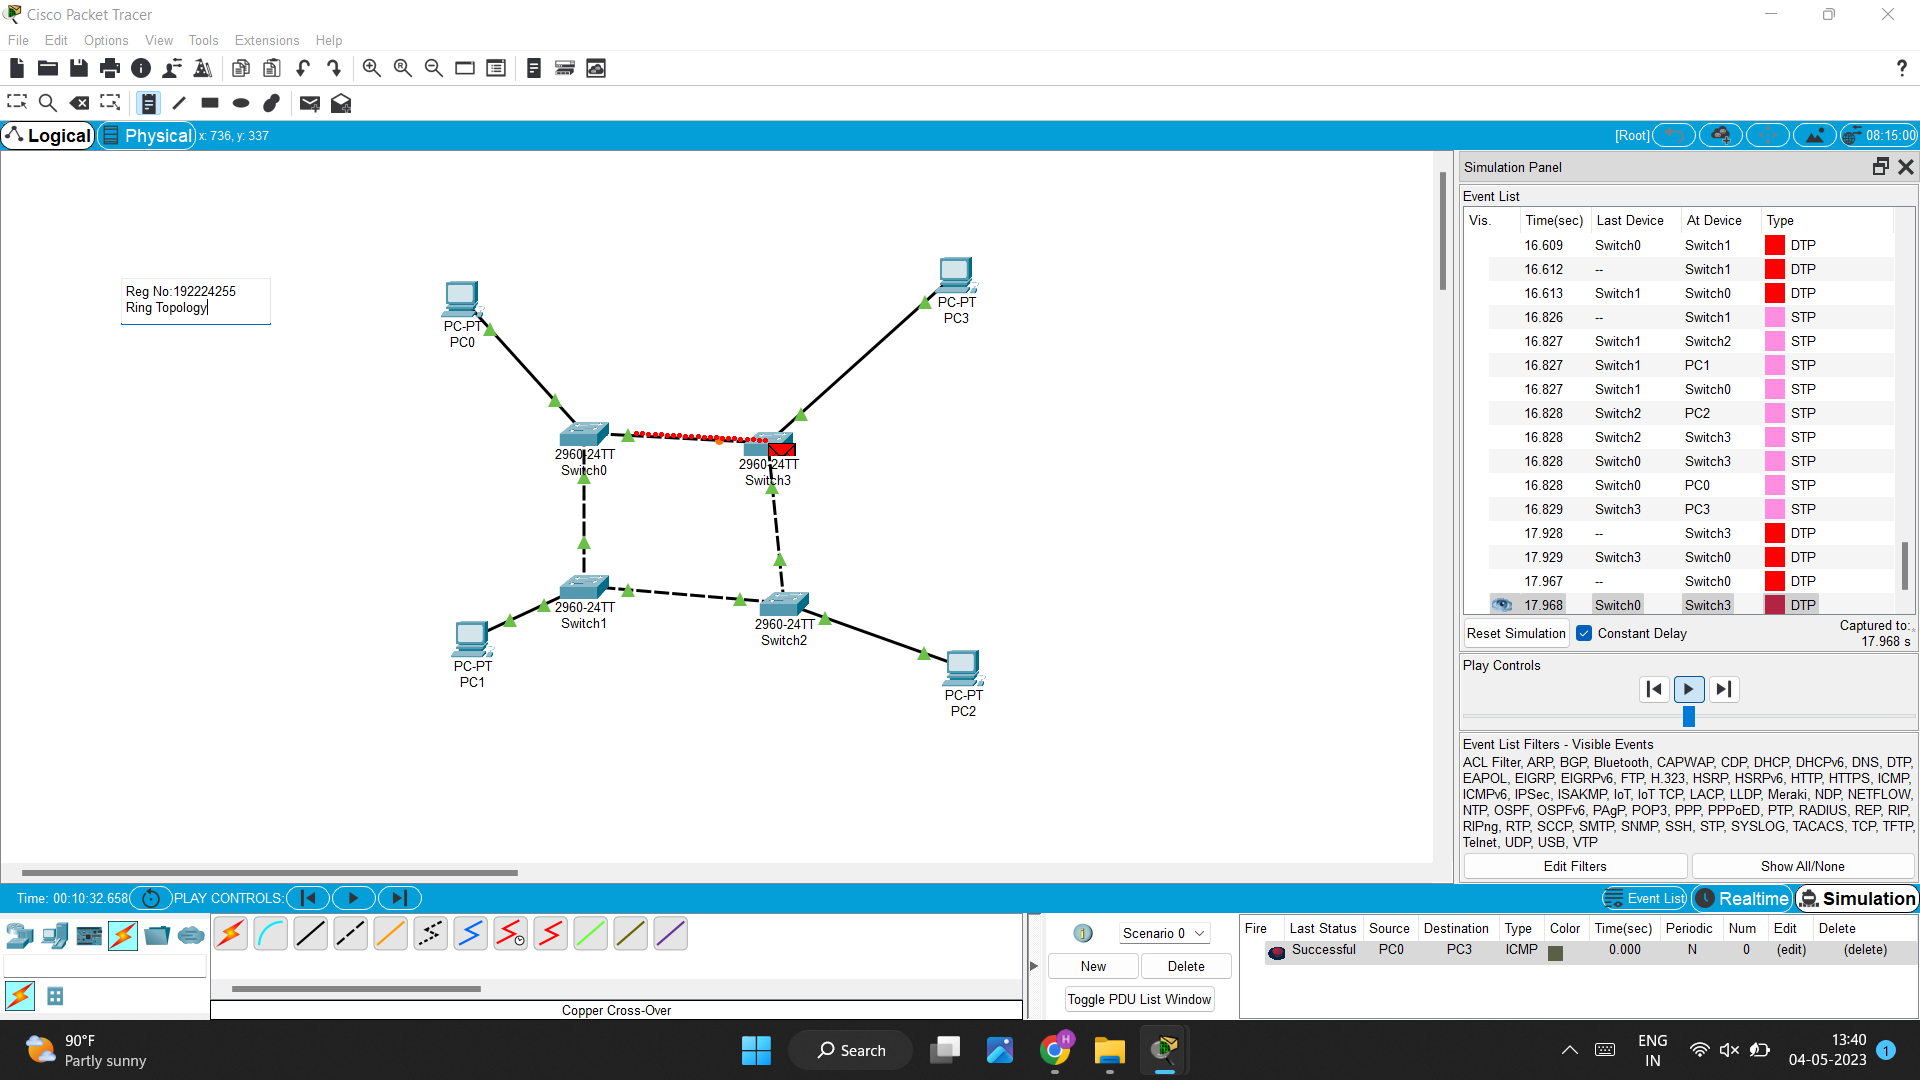 Cisco Packet Tracer
File Edit Options View Tools Extensions Help
Logical Physical x: 736, y: 337
[Root] 08:15:00
Reg No:192224255
Ring Topology
PC-PT
PC0
PC-PT
PC3
2960-24TT
Switch0
2960-24TT
Switch3
2960-24TT
Switch1
2960-24TT
Switch2
PC-PT
PC1
PC-PT
PC2
Simulation Panel
Event List
Vis. Time(sec) Last Device At Device Type
16.609 Switch0 Switch1 DTP
16.612 -- Switch1 DTP
16.613 Switch1 Switch0 DTP
16.826 -- Switch1 STP
16.827 Switch1 Switch2 STP
16.827 Switch1 PC1 STP
16.827 Switch1 Switch0 STP
16.828 Switch2 PC2 STP
16.828 Switch2 Switch3 STP
16.828 Switch0 Switch3 STP
16.828 Switch0 PC0 STP
16.829 Switch3 PC3 STP
17.928 -- Switch3 DTP
17.929 Switch3 Switch0 DTP
17.967 -- Switch0 DTP
17.968 Switch0 Switch3 DTP
Reset Simulation Constant Delay Captured to:
17.968 s
Play Controls
Event List Filters - Visible Events
ACL Filter, ARP, BGP, Bluetooth, CAPWAP, CDP, DHCP, DHCPv6, DNS, DTP,
EAPOL, EIGRP, EIGRPv6, FTP, H.323, HSRP, HSRPv6, HTTP, HTTPS, ICMP,
ICMPv6, IPSec, ISAKMP, IoT, IoT TCP, LACP, LLDP, Meraki, NDP, NETFLOW,
NTP, OSPF, OSPFv6, PAgP, POP3, PPP, PPPoED, PTP, RADIUS, REP, RIP,
RIPng, RTP, SCCP, SMTP, SNMP, SSH, STP, SYSLOG, TACACS, TCP, TFTP,
Telnet, UDP, USB, VTP
Edit Filters Show All/None
Time: 00:10:32.658 PLAY CONTROLS:
Event List Realtime Simulation
Copper Cross-Over
1 Scenario 0
New Delete
Toggle PDU List Window
Fire Last Status Source Destination Type Color Time(sec) Periodic Num Edit Delete
Successful PC0 PC3 ICMP 0.000 N 0 (edit) (delete)
90°F
Partly sunny
Search
H
ENG
IN
13:40
04-05-2023
1